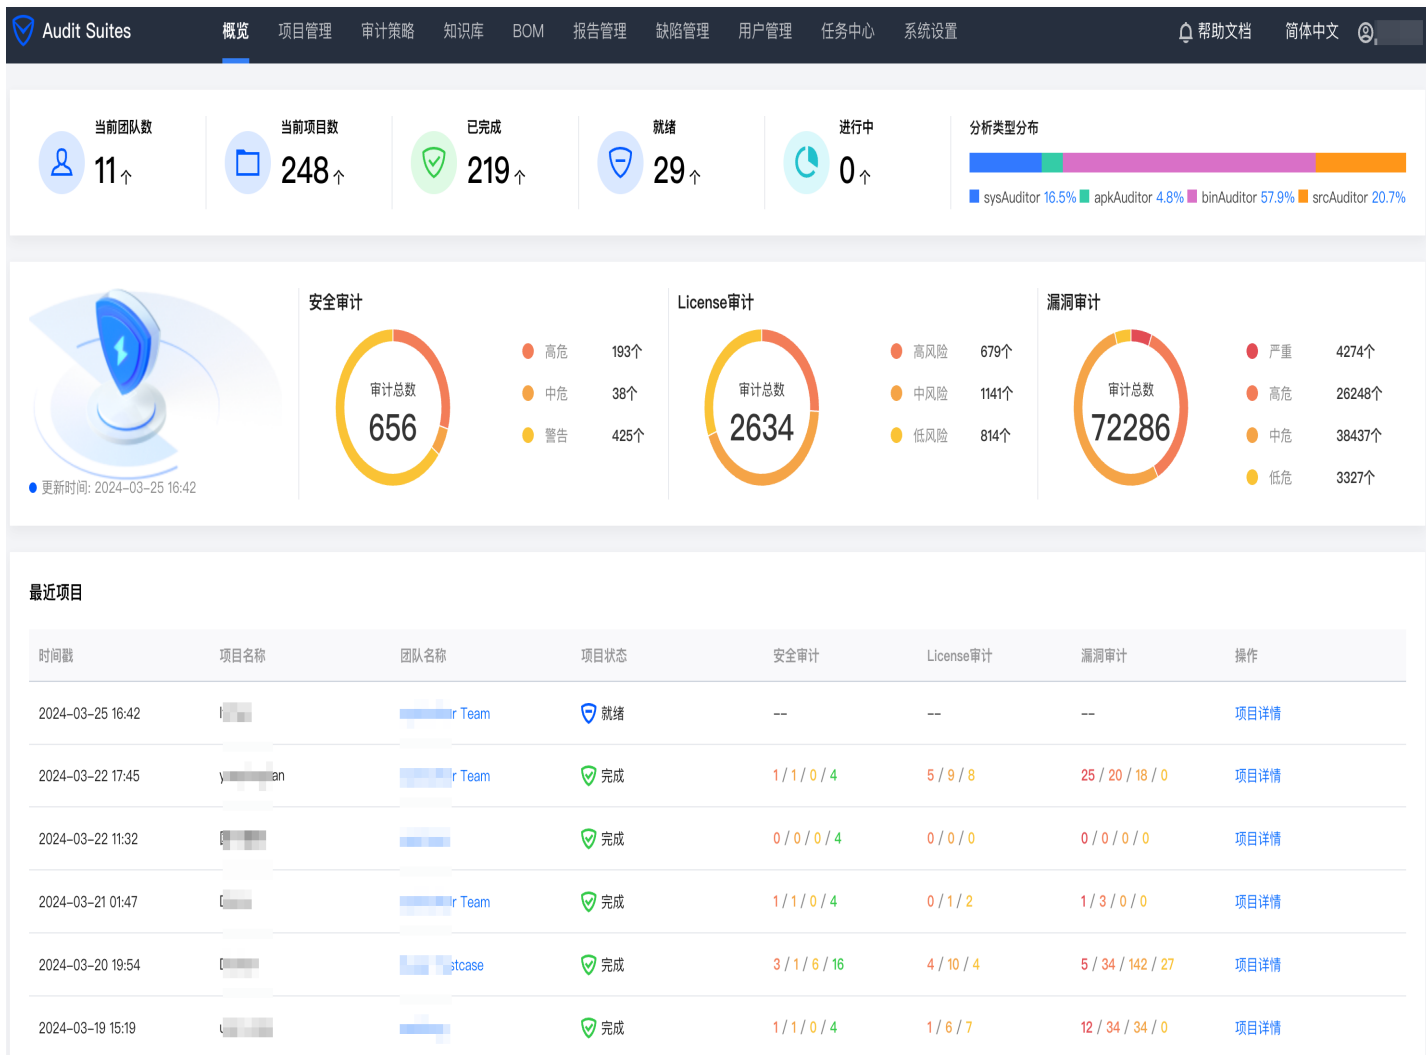 Audit Suites 概览 项目管理 审计策略 知识库 BOM 报告管理 缺陷管理 用户管理 任务中心 系统设置 帮助文档 简体中文
当前团队数 当前项目数 已完成 就绪 进行中 分析类型分布
11个 248个 219个 29个 0个
sysAuditor 16.5% apkAuditor 4.8% binAuditor 57.9% srcAuditor 20.7%
更新时间: 2024-03-25 16:42
安全审计
审计总数
656
高危 193个
中危 38个
警告 425个
License审计
审计总数
2634
高风险 679个
中风险 1141个
低风险 814个
漏洞审计
审计总数
72286
严重 4274个
高危 26248个
中危 38437个
低危 3327个
最近项目
时间戳 项目名称 团队名称 项目状态 安全审计 License审计 漏洞审计 操作
2024-03-25 16:42 r Team 就绪 -- -- -- 项目详情
2024-03-22 17:45 y an r Team 完成 1 / 1 / 0 / 4 5 / 9 / 8 25 / 20 / 18 / 0 项目详情
2024-03-22 11:32 完成 0 / 0 / 0 / 4 0 / 0 / 0 0 / 0 / 0 / 0 项目详情
2024-03-21 01:47 r Team 完成 1 / 1 / 0 / 4 0 / 1 / 2 1 / 3 / 0 / 0 项目详情
2024-03-20 19:54 stcase 完成 3 / 1 / 6 / 16 4 / 10 / 4 5 / 34 / 142 / 27 项目详情
2024-03-19 15:19 完成 1 / 1 / 0 / 4 1 / 6 / 7 12 / 34 / 34 / 0 项目详情